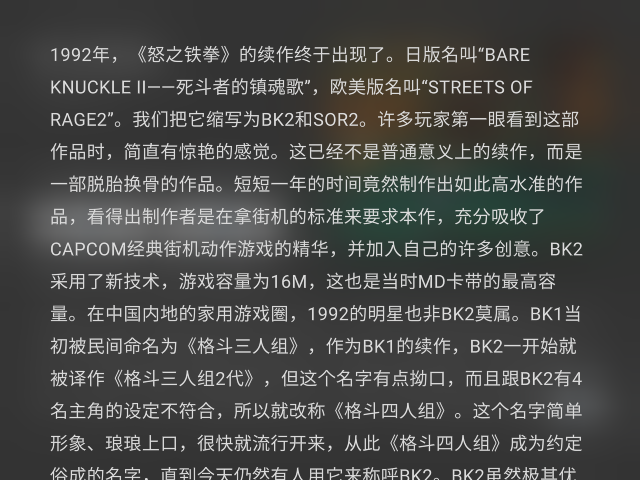 1992年，《怒之铁拳》的续作终于出现了。日版名叫“BARE
KNUCKLE II——死斗者的镇魂歌”，欧美版名叫“STREETS OF
RAGE2”。我们把它缩写为BK2和SOR2。许多玩家第一眼看到这部
作品时，简直有惊艳的感觉。这已经不是普通意义上的续作，而是
一部脱胎换骨的作品。短短一年的时间竟然制作出如此高水准的作
品，看得出制作者是在拿街机的标准来要求本作，充分吸收了
CAPCOM经典街机动作游戏的精华，并加入自己的许多创意。BK2
采用了新技术，游戏容量为16M，这也是当时MD卡带的最高容
量。在中国内地的家用游戏圈，1992的明星也非BK2莫属。BK1当
初被民间命名为《格斗三人组》，作为BK1的续作，BK2一开始就
被译作《格斗三人组2代》，但这个名字有点拗口，而且跟BK2有4
名主角的设定不符合，所以就改称《格斗四人组》。这个名字简单
形象、琅琅上口，很快就流行开来，从此《格斗四人组》成为约定
俗成的名字，直到今天仍然有人用它来称呼BK2。BK2虽然极其优